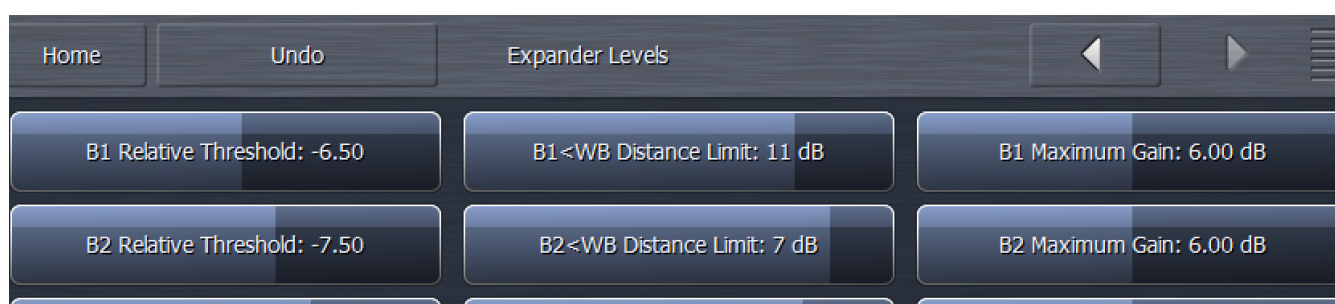 Home Undo Expander Levels
B1 Relative Threshold: -6.50 B1<WB Distance Limit: 11 dB B1 Maximum Gain: 6.00 dB
B2 Relative Threshold: -7.50 B2<WB Distance Limit: 7 dB B2 Maximum Gain: 6.00 dB